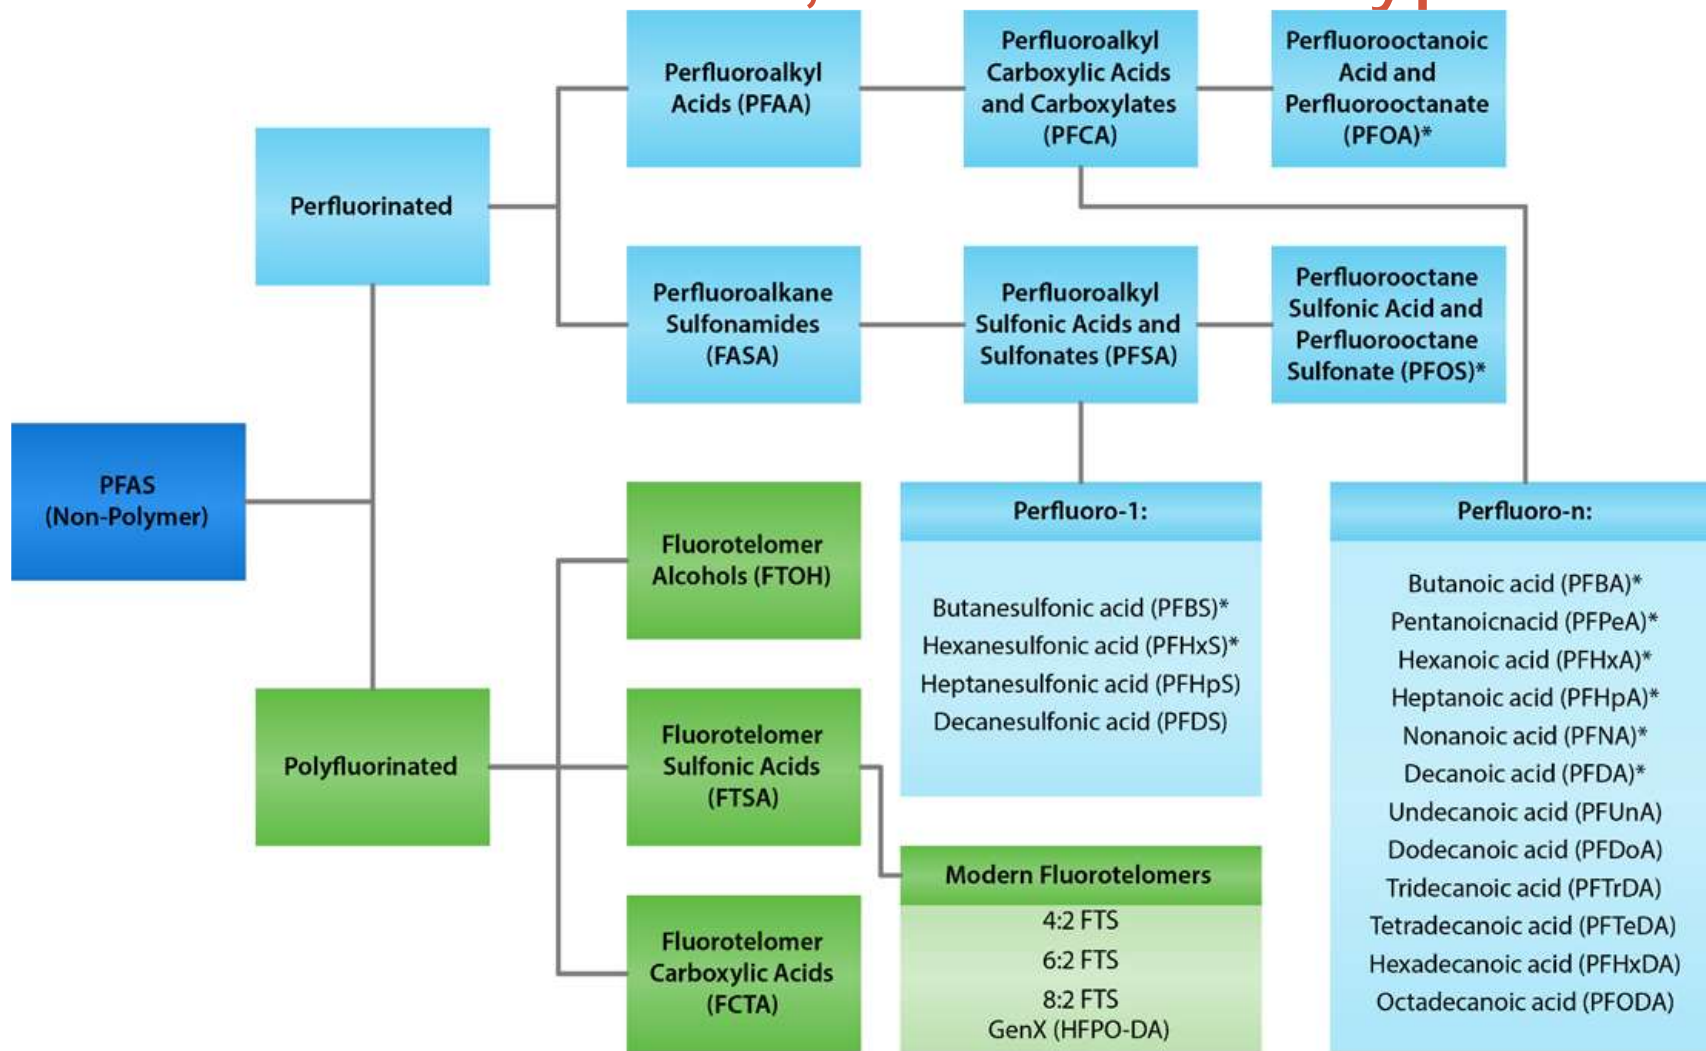 Perfluoroalkyl
Acids (PFAA)
Perfluoroalkyl
Carboxylic Acids
and Carboxylates
(PFCA)
Perfluorooctanoic
Acid and
Perfluorooctanate
(PFOA)*
Perfluorinated
Perfluoroalkane
Sulfonamides
(FASA)
Perfluoroalkyl
Sulfonic Acids and
Sulfonates (PFSA)
Perfluorooctane
Sulfonic Acid and
Perfluorooctane
Sulfonate (PFOS)*
PFAS
(Non-Polymer)
Fluorotelomer
Alcohols (FTOH)
Polyfluorinated
Fluorotelomer
Sulfonic Acids
(FTSA)
Fluorotelomer
Carboxylic Acids
(FCTA)
Perfluoro-1:
Butanesulfonic acid (PFBS)*
Hexanesulfonic acid (PFHxS)*
Heptanesulfonic acid (PFHpS)
Decanesulfonic acid (PFDS)
Modern Fluorotelomers
4:2 FTS
6:2 FTS
8:2 FTS
GenX (HFPO-DA)
Perfluoro-n:
Butanoic acid (PFBA)*
Pentanoicnacid (PFPeA)*
Hexanoic acid (PFHxA)*
Heptanoic acid (PFHpA)*
Nonanoic acid (PFNA)*
Decanoic acid (PFDA)*
Undecanoic acid (PFUnA)
Dodecanoic acid (PFDoA)
Tridecanoic acid (PFTrDA)
Tetradecanoic acid (PFTeDA)
Hexadecanoic acid (PFHxDA)
Octadecanoic acid (PFODA)